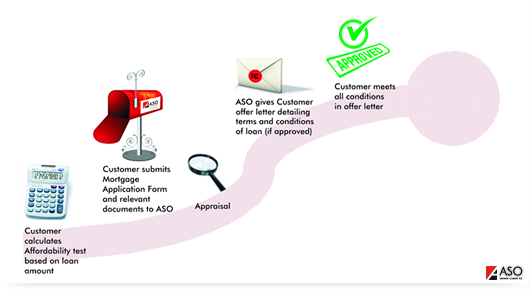 Customer
calculates
Affordability test
based on loan
amount
ASO
Customer submits
Mortgage
Application Form
and relevant
documents to ASO
Appraisal
ASO gives Customer
offer letter detailing
terms and conditions
of loan (if approved)
APPROVED
Customer meets
all conditions
in offer letter
ASO